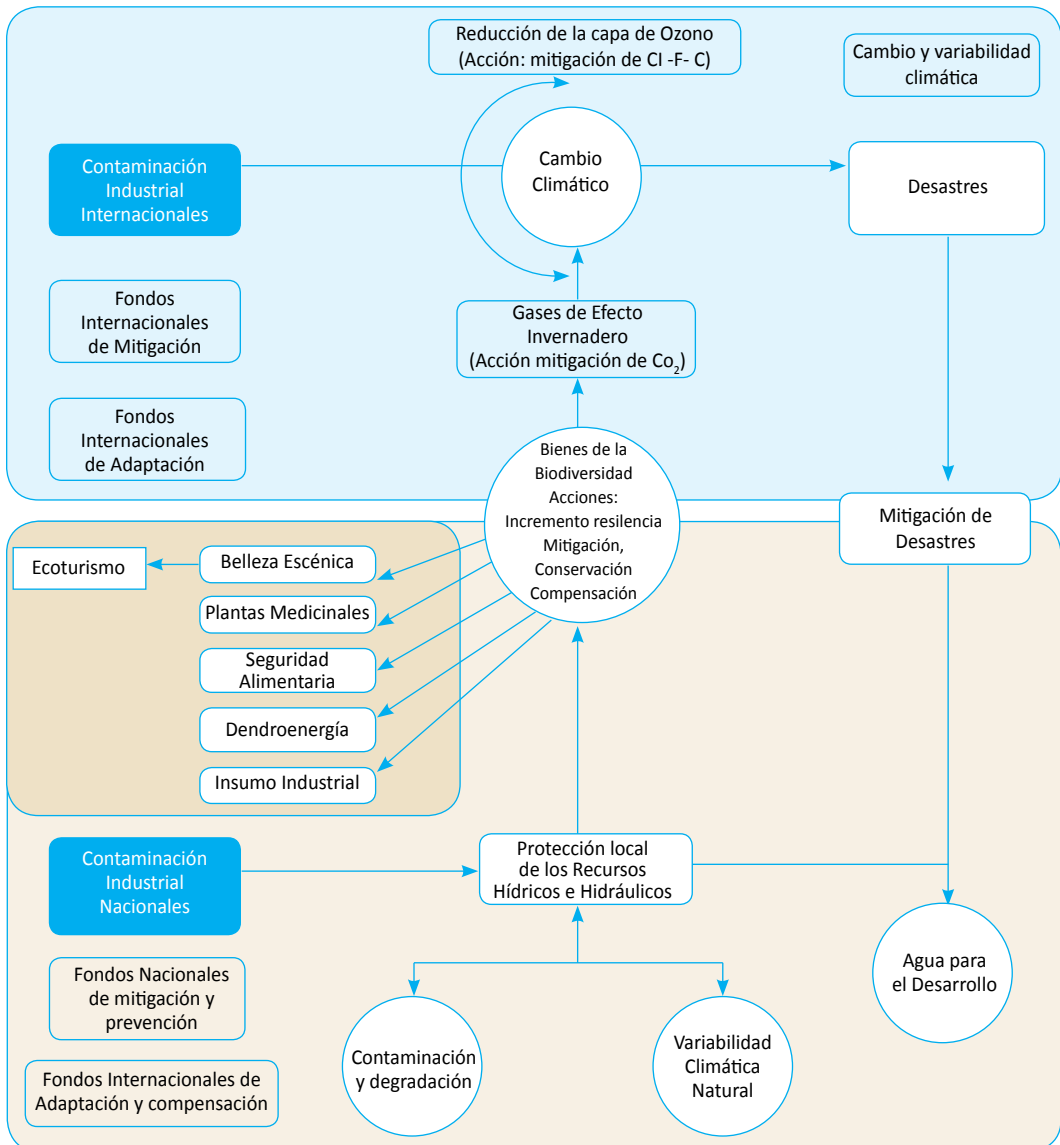 Reducción de la capa de Ozono
(Acción: mitigación de Cl -F- C)
Cambio y variabilidad
climática
Contaminación
Industrial
Internacionales
Cambio
Climático
Desastres
Fondos
Internacionales
de Mitigación
Gases de Efecto
Invernadero
(Acción mitigación de Co₂)
Fondos
Internacionales
de Adaptación
Bienes de la
Biodiversidad
Acciones:
Incremento resilencia
Mitigación,
Conservación
Compensación
Mitigación de
Desastres
Ecoturismo
Belleza Escénica
Plantas Medicinales
Seguridad
Alimentaria
Dendroenergía
Insumo Industrial
Contaminación
Industrial
Nacionales
Protección local
de los Recursos
Hídricos e Hidráulicos
Agua para
el Desarrollo
Fondos Nacionales
de mitigación y
prevención
Contaminación
y degradación
Variabilidad
Climática
Natural
Fondos Internacionales de
Adaptación y compensación